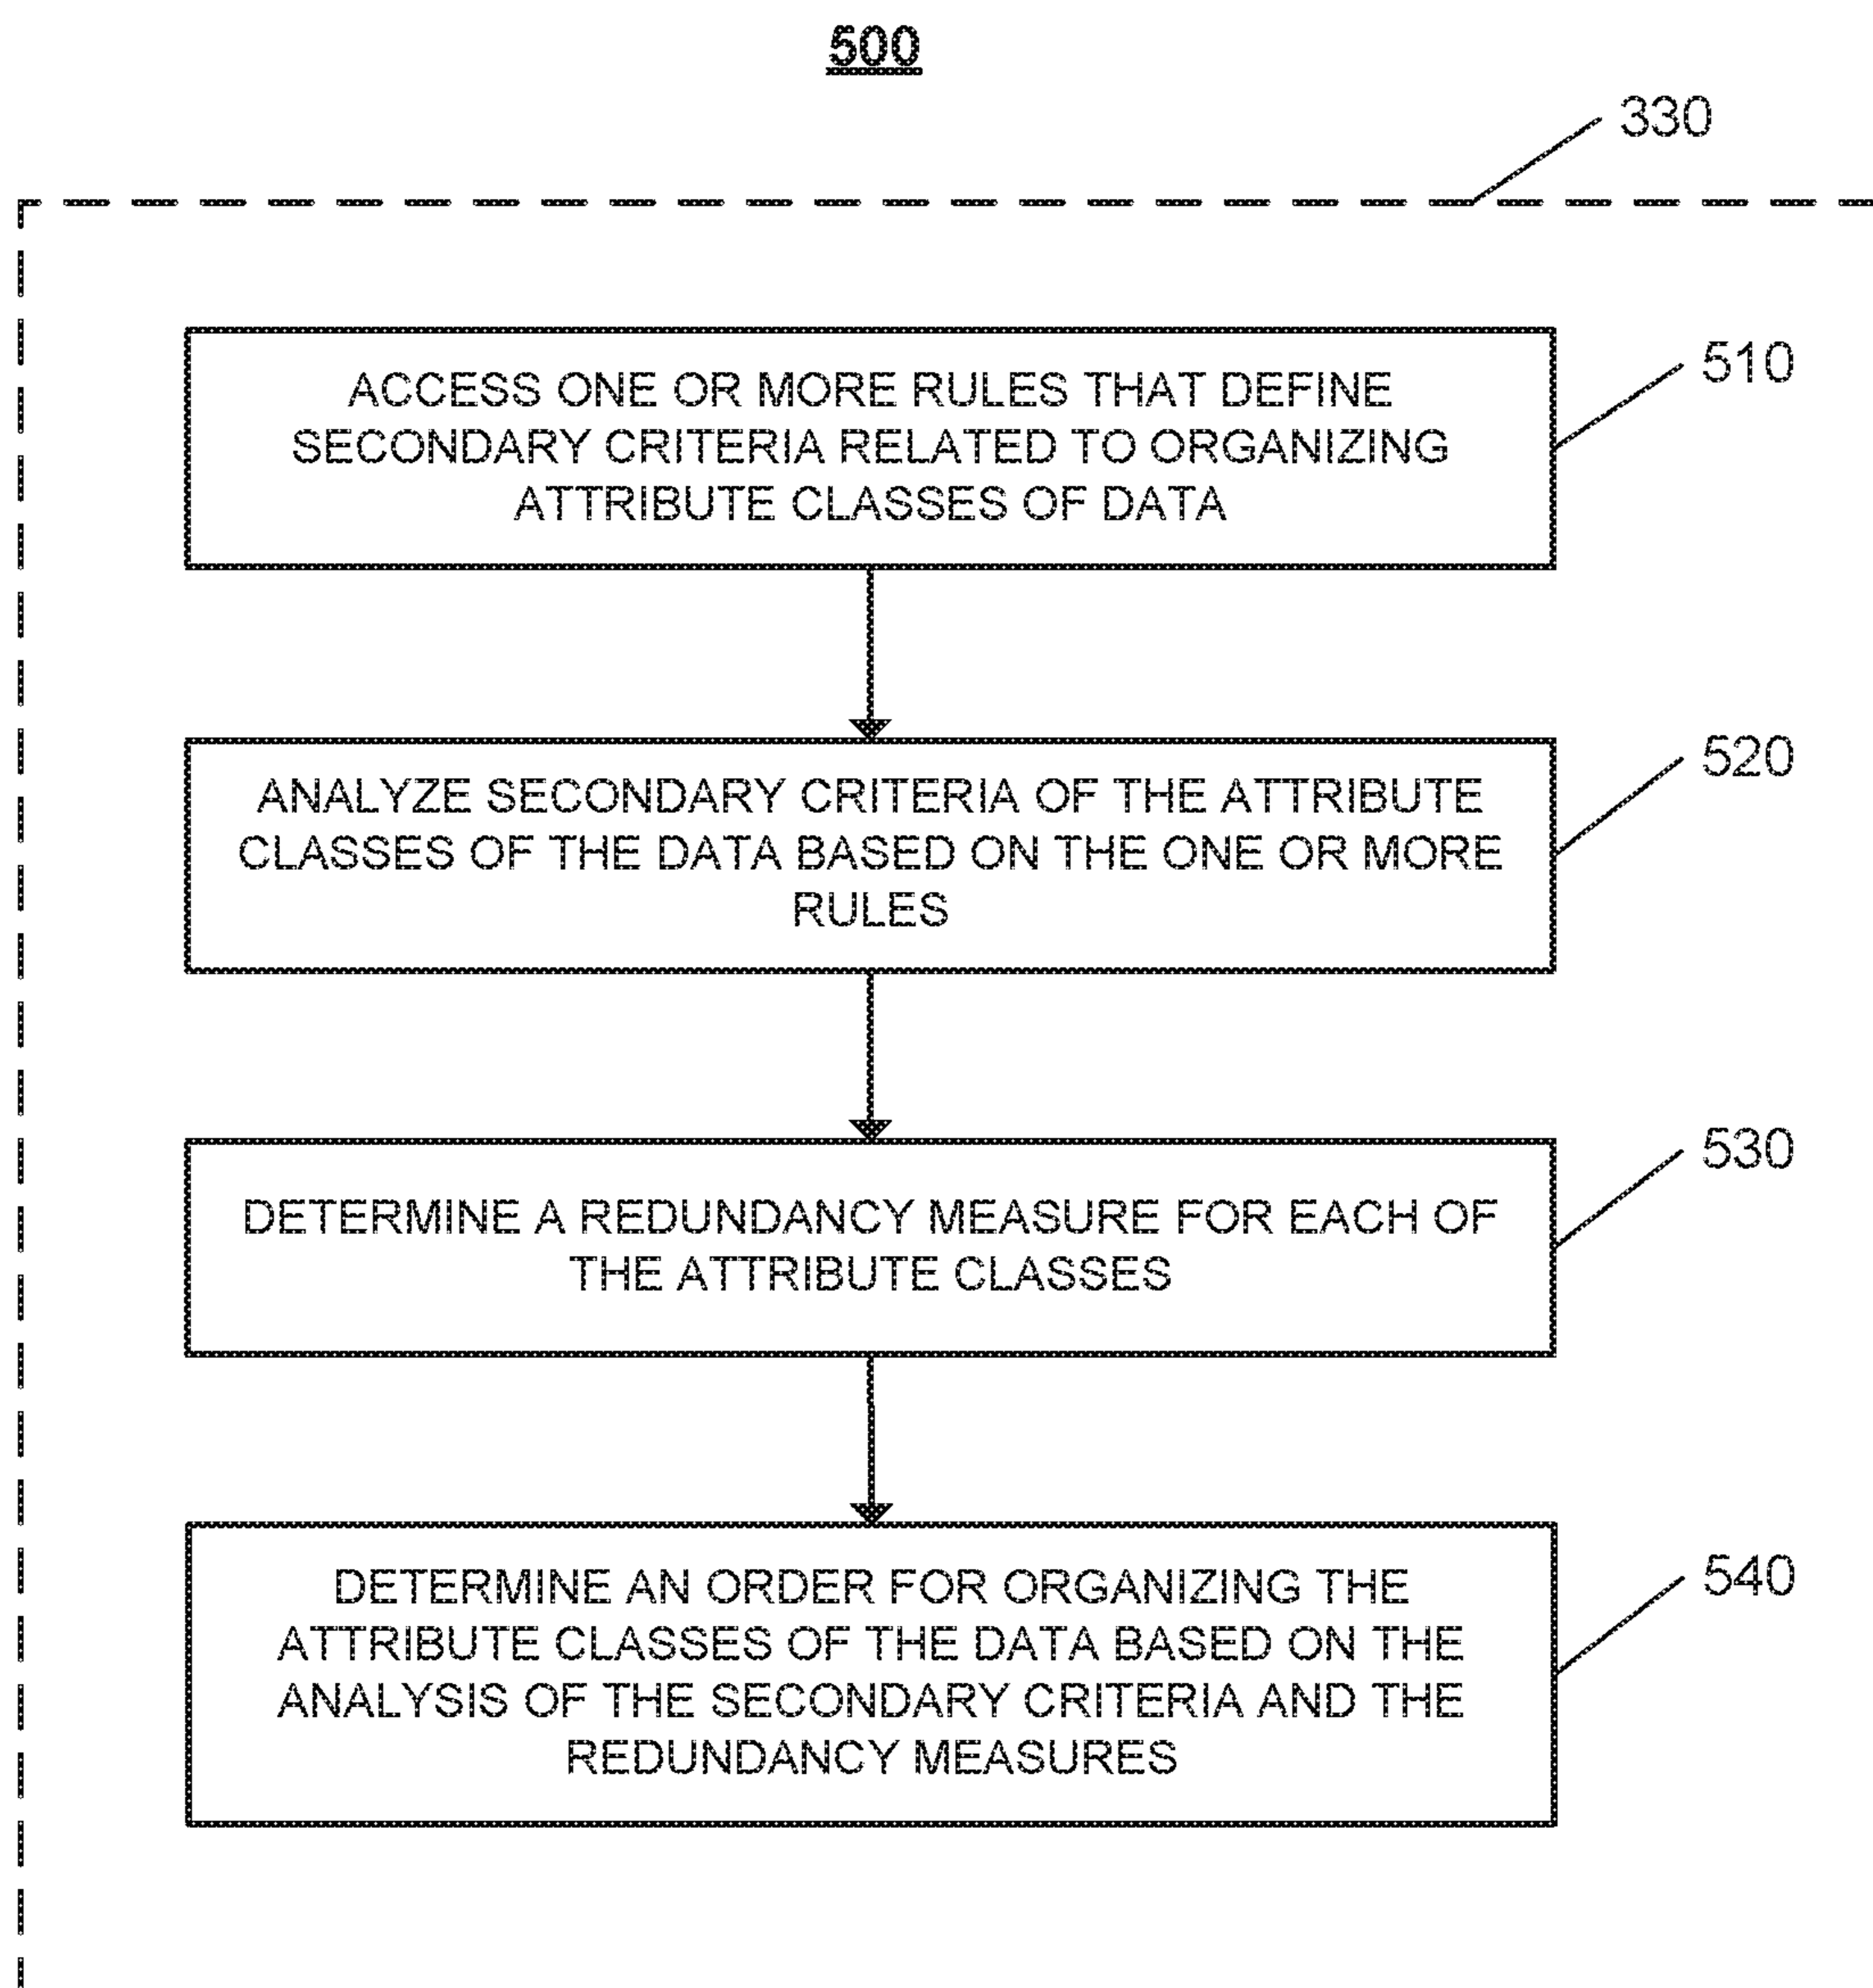 500
330
ACCESS ONE OR MORE RULES THAT DEFINE
SECONDARY CRITERIA RELATED TO ORGANIZING
ATTRIBUTE CLASSES OF DATA
510
ANALYZE SECONDARY CRITERIA OF THE ATTRIBUTE
CLASSES OF THE DATA BASED ON THE ONE OR MORE
RULES
520
DETERMINE A REDUNDANCY MEASURE FOR EACH OF
THE ATTRIBUTE CLASSES
530
DETERMINE AN ORDER FOR ORGANIZING THE
ATTRIBUTE CLASSES OF THE DATA BASED ON THE
ANALYSIS OF THE SECONDARY CRITERIA AND THE
REDUNDANCY MEASURES
540